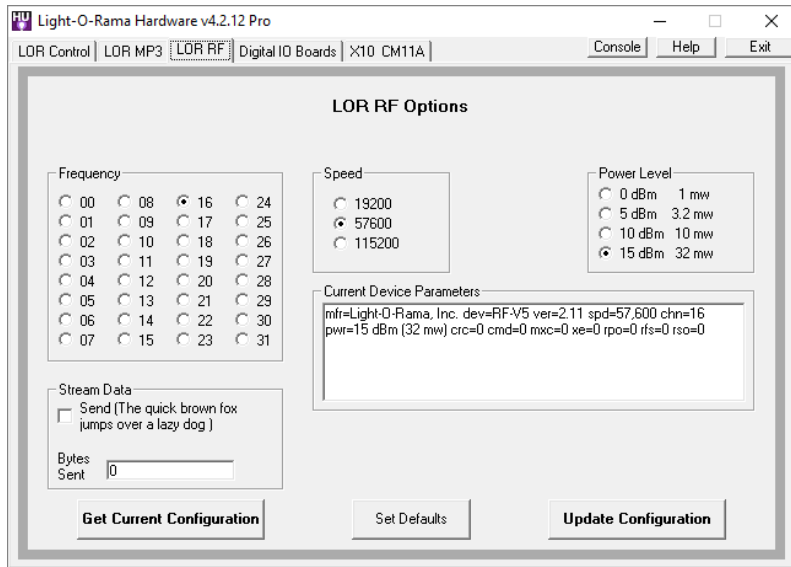 HU Light-O-Rama Hardware v4.2.12 Pro
LOR Control LOR MP3 LOR RF Digital IO Boards X10 CM11A Console Help Exit
LOR RF Options
Frequency
00 08 16 24
01 09 17 25
02 10 18 26
03 11 19 27
04 12 20 28
05 13 21 29
06 14 22 30
07 15 23 31
Speed
19200
57600
115200
Power Level
0 dBm 1 mw
5 dBm 3.2 mw
10 dBm 10 mw
15 dBm 32 mw
Current Device Parameters
mfr=Light-O-Rama, Inc. dev=RF-V5 ver=2.11 spd=57,600 chn=16
pwr=15 dBm (32 mw) crc=0 cmd=0 mxc=0 xe=0 rpo=0 rfs=0 rso=0
Stream Data
Send (The quick brown fox
jumps over a lazy dog )
Bytes
Sent 0
Get Current Configuration Set Defaults Update Configuration